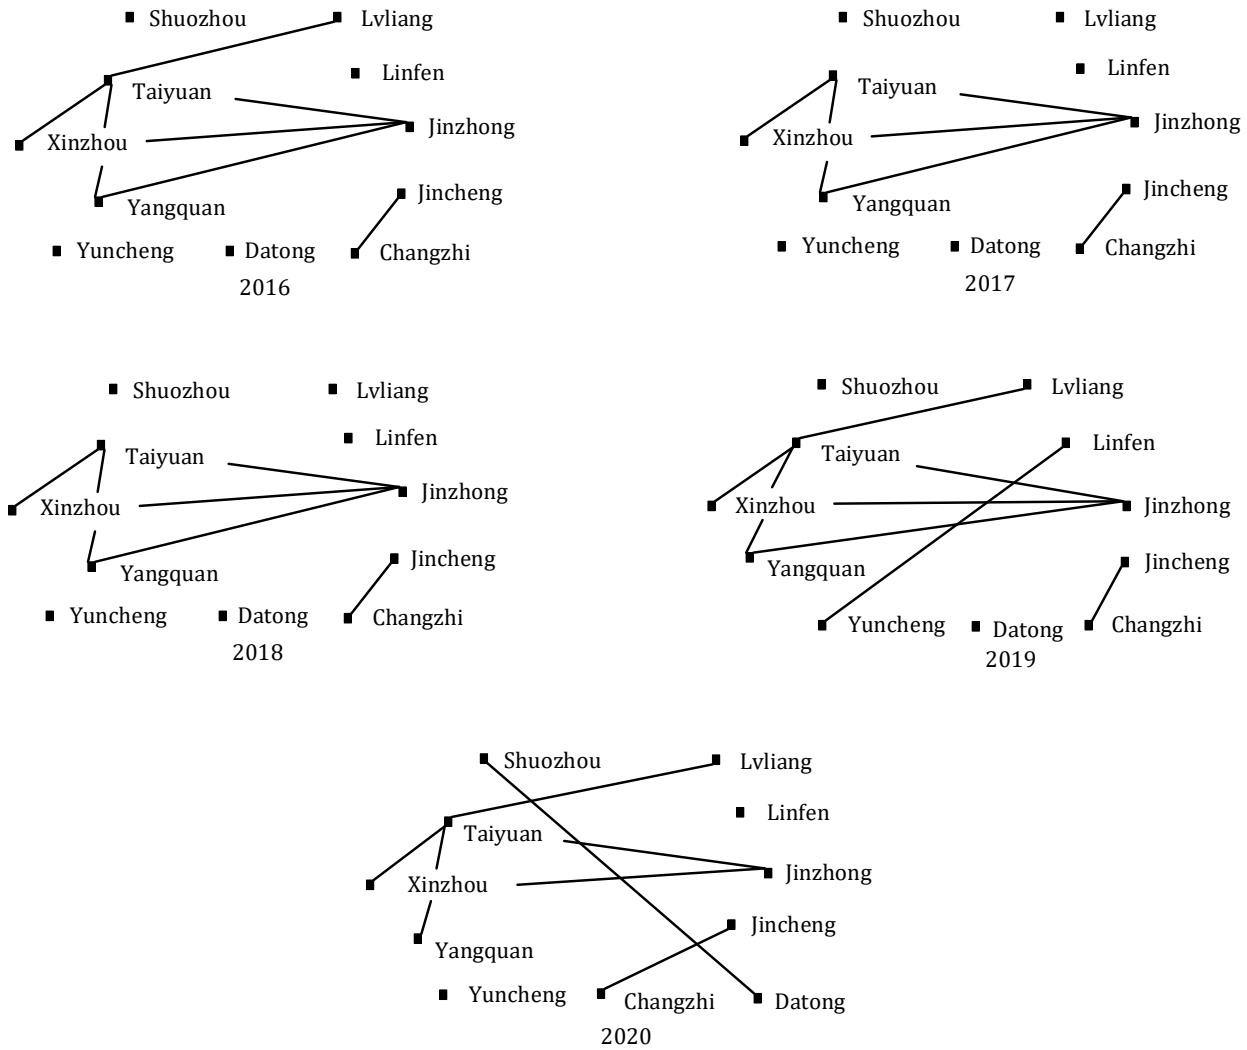 Shuozhou
Lvliang
Linfen
Taiyuan
Jinzhong
Xinzhou
Jincheng
Yangquan
Yuncheng
Datong
Changzhi
2016
Shuozhou
Lvliang
Linfen
Taiyuan
Jinzhong
Xinzhou
Jincheng
Yangquan
Yuncheng
Datong
Changzhi
2017
Shuozhou
Lvliang
Linfen
Taiyuan
Jinzhong
Xinzhou
Jincheng
Yangquan
Yuncheng
Datong
Changzhi
2018
Shuozhou
Lvliang
Linfen
Taiyuan
Jinzhong
Xinzhou
Jincheng
Yangquan
Yuncheng
Datong
Changzhi
2019
Shuozhou
Lvliang
Linfen
Taiyuan
Jinzhong
Xinzhou
Jincheng
Yangquan
Yuncheng
Changzhi
Datong
2020